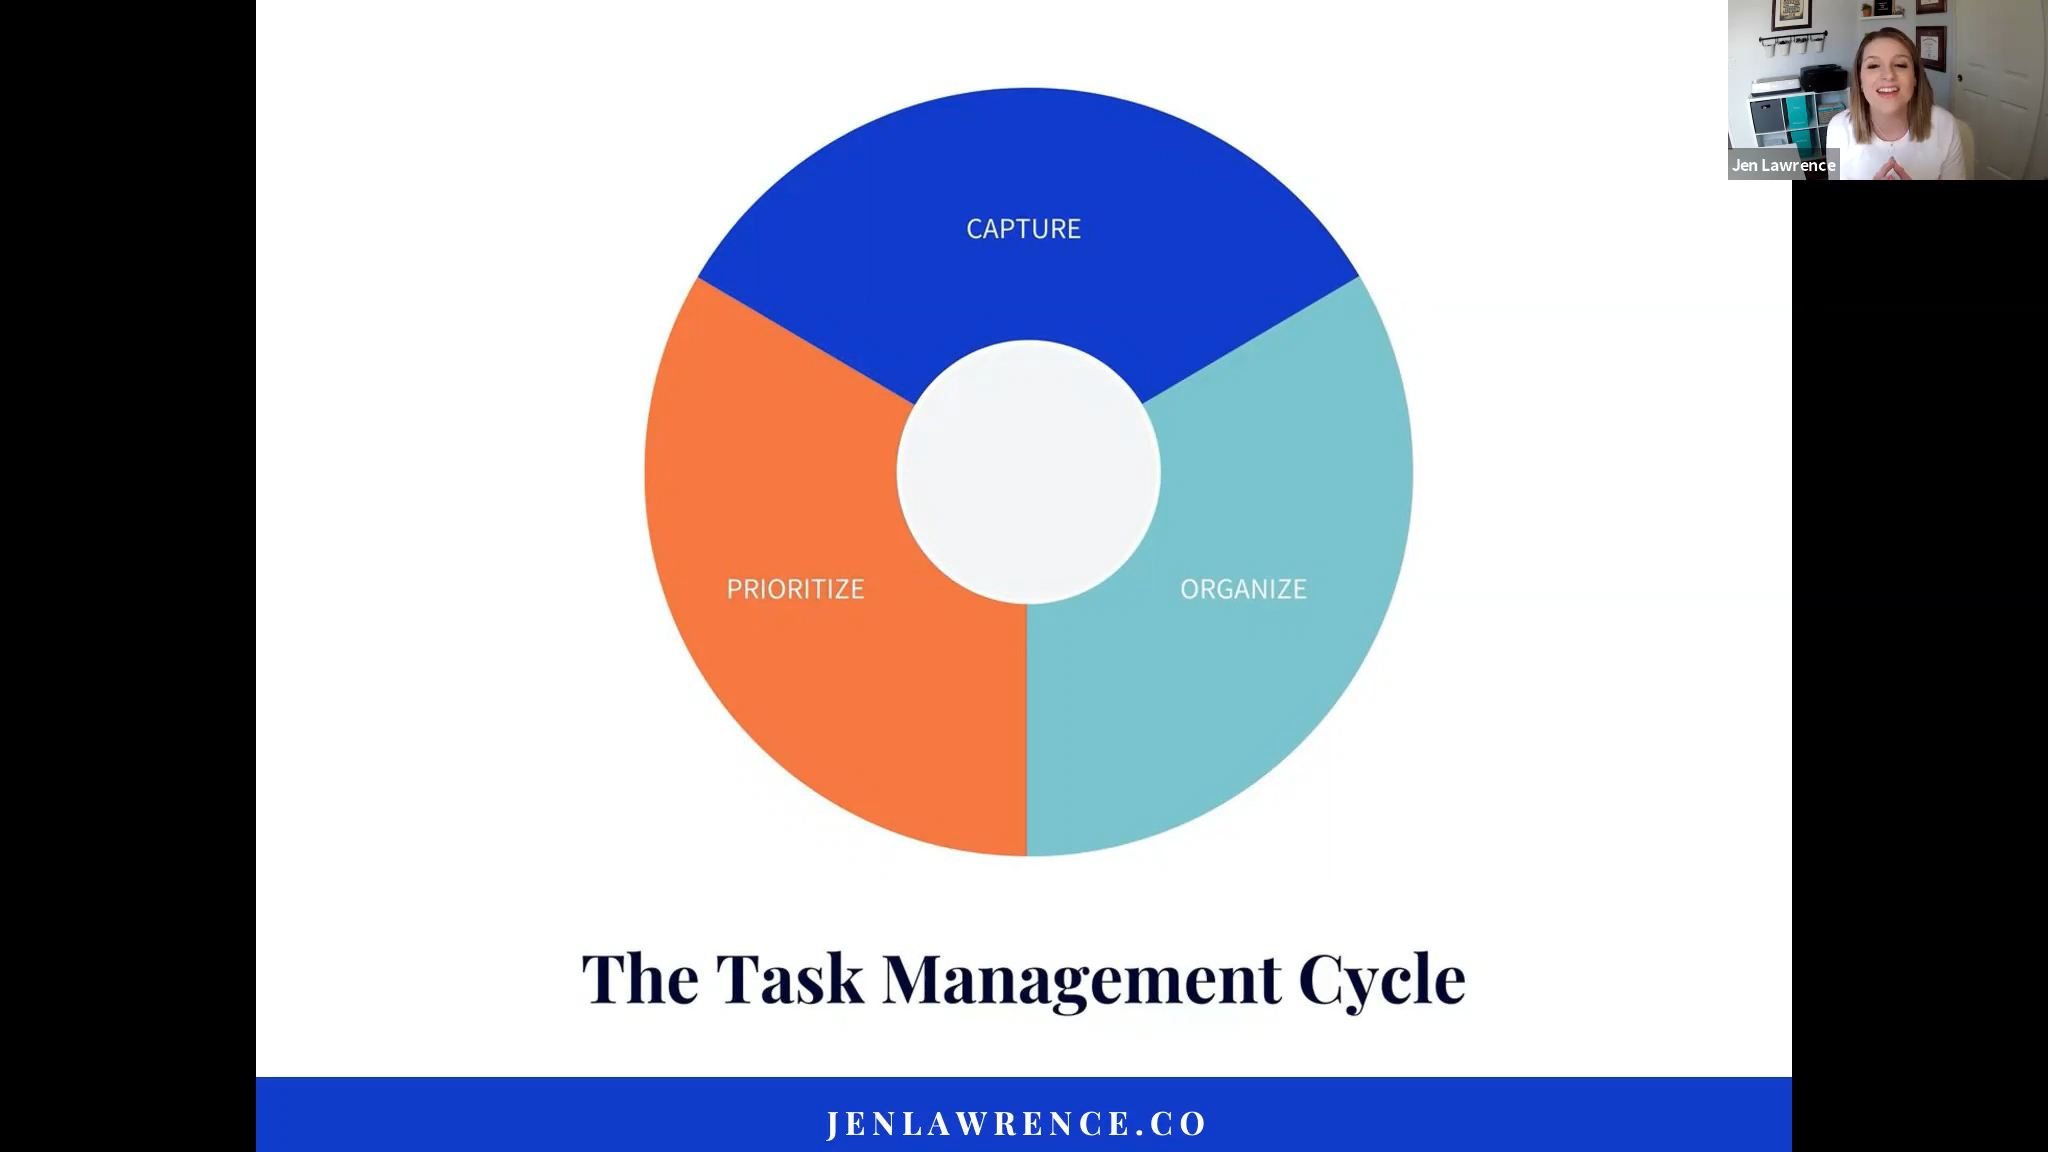 Jen Lawrence
CAPTURE
PRIORITIZE
ORGANIZE
The Task Management Cycle
JENLAWRENCE.CO